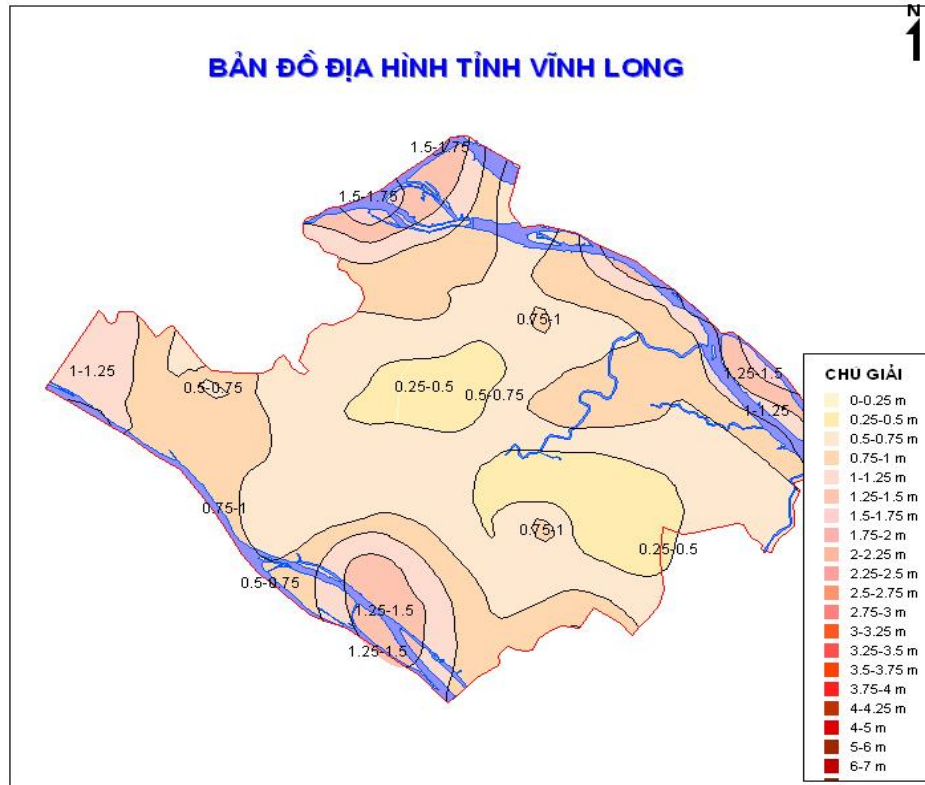 N
BẢN ĐỒ ĐỊA HÌNH TỈNH VĨNH LONG
1.5-1.75
1.5-1.75
0.75-1
1-1.25
0.5-0.75
0.25-0.5
0.5-0.75
1.25-1.5
1-1.25
0.75-1
0.75-1
0.25-0.5
0.5-0.75
1.25-1.5
1.25-1.5
CHÚ GIẢI
0-0.25 m
0.25-0.5 m
0.5-0.75 m
0.75-1 m
1-1.25 m
1.25-1.5 m
1.5-1.75 m
1.75-2 m
2-2.25 m
2.25-2.5 m
2.5-2.75 m
2.75-3 m
3-3.25 m
3.25-3.5 m
3.5-3.75 m
3.75-4 m
4-4.25 m
4-5 m
5-6 m
6-7 m